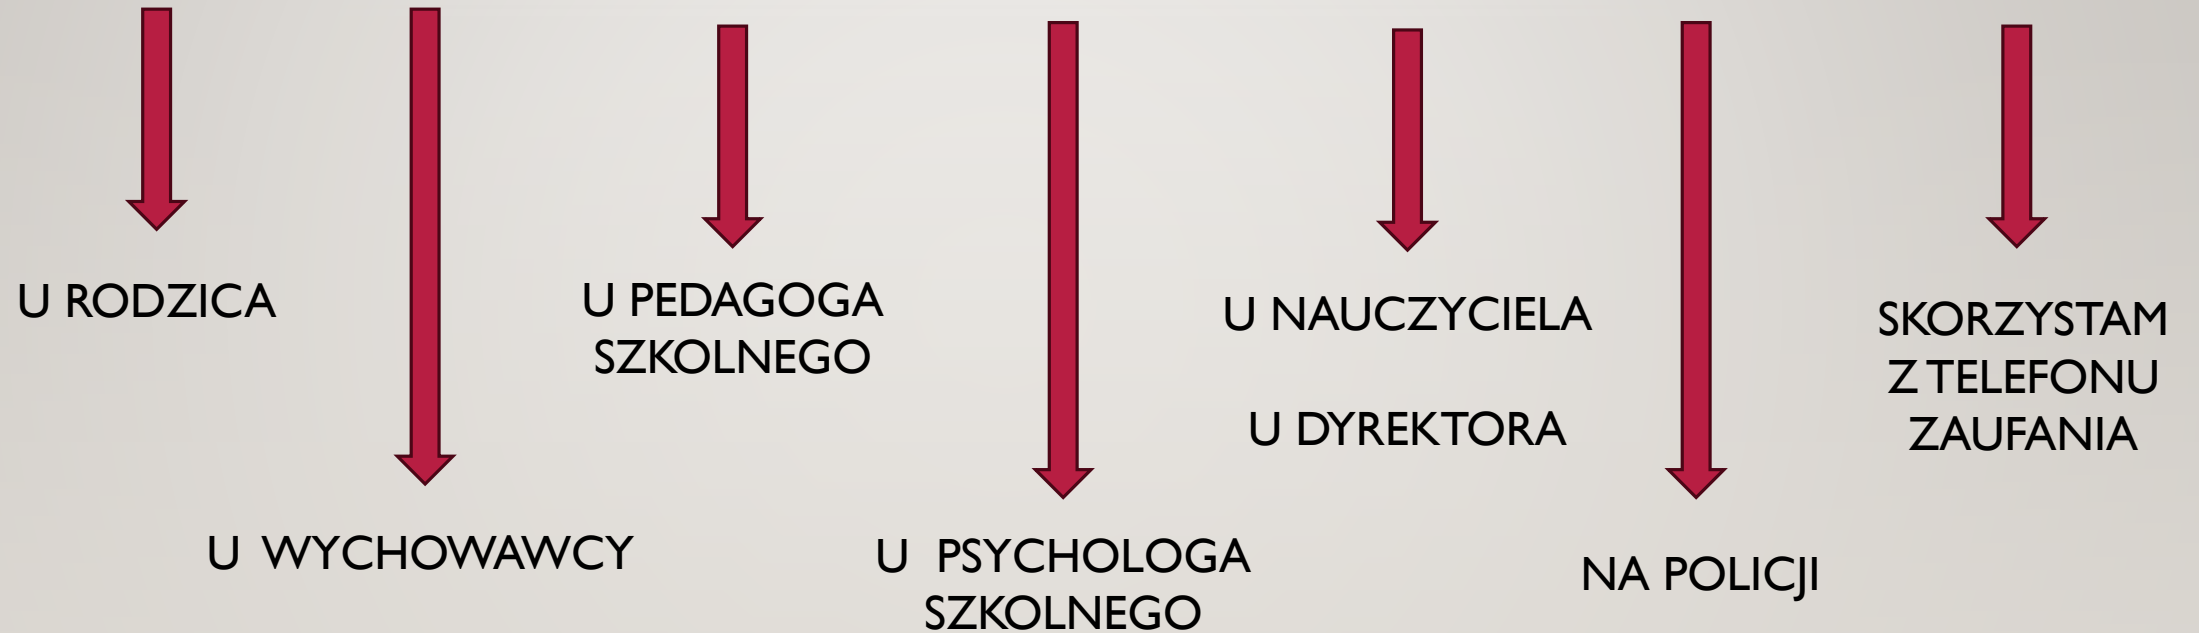 U RODZICA
U WYCHOWAWCY
U PEDAGOGA
SZKOLNEGO
U PSYCHOLOGA
SZKOLNEGO
U NAUCZYCIELA
U DYREKTORA
NA POLICJI
SKORZYSTAM
Z TELEFONU
ZAUFANIA